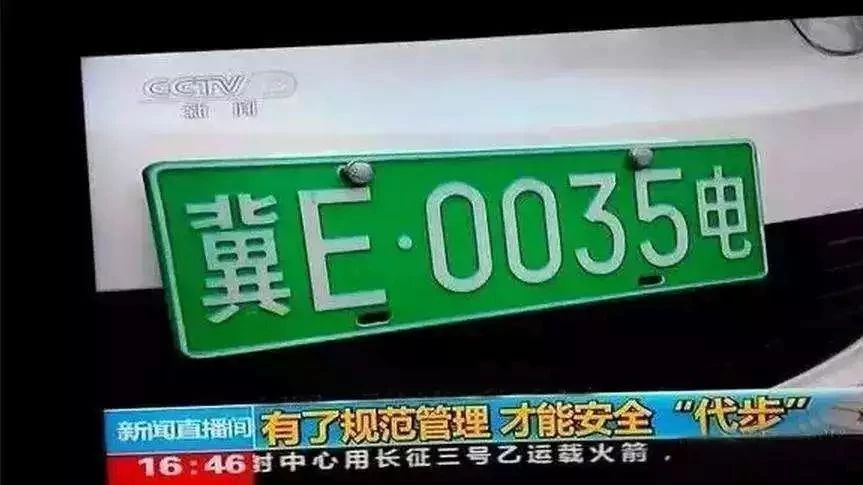 CCTV
新闻
冀E·0035电
新闻直播间
有了规范管理 才能安全 “代步”
16:46
射中心用长征三号乙运载火箭，